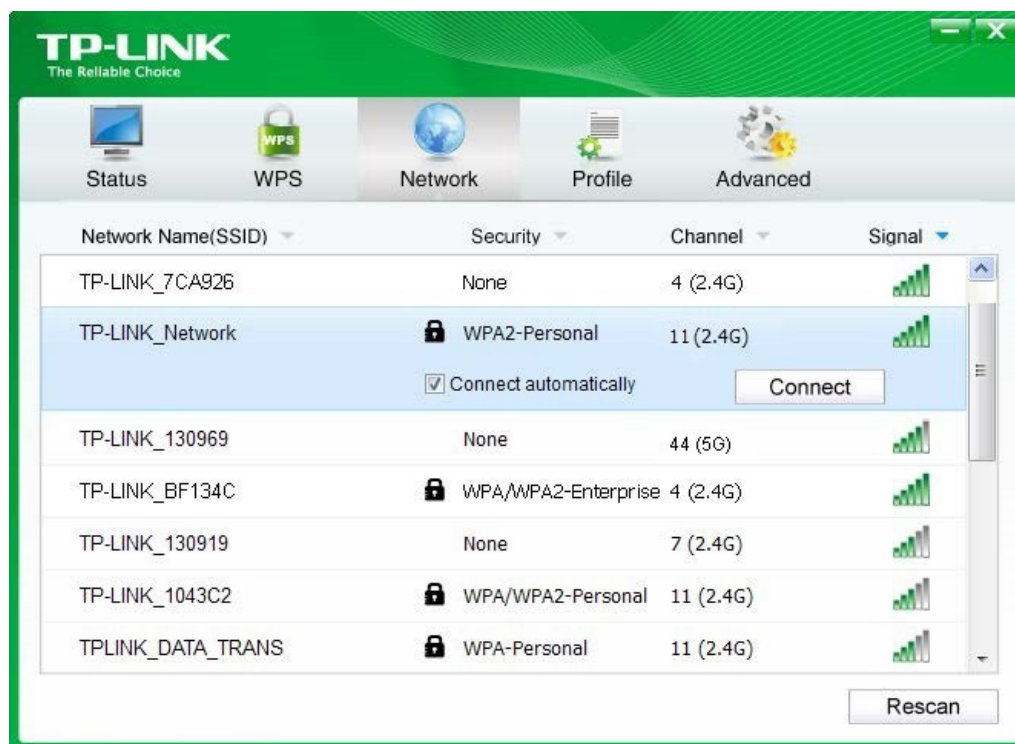 TP-LINK
The Reliable Choice
Status WPS Network Profile Advanced
WPS
Network Name(SSID) Security Channel Signal
TP-LINK_7CA926 None 4 (2.4G)
TP-LINK_Network WPA2-Personal 11 (2.4G)
Connect automatically Connect
TP-LINK_130969 None 44 (5G)
TP-LINK_BF134C WPA/WPA2-Enterprise 4 (2.4G)
TP-LINK_130919 None 7 (2.4G)
TP-LINK_1043C2 WPA/WPA2-Personal 11 (2.4G)
TPLINK_DATA_TRANS WPA-Personal 11 (2.4G)
Rescan